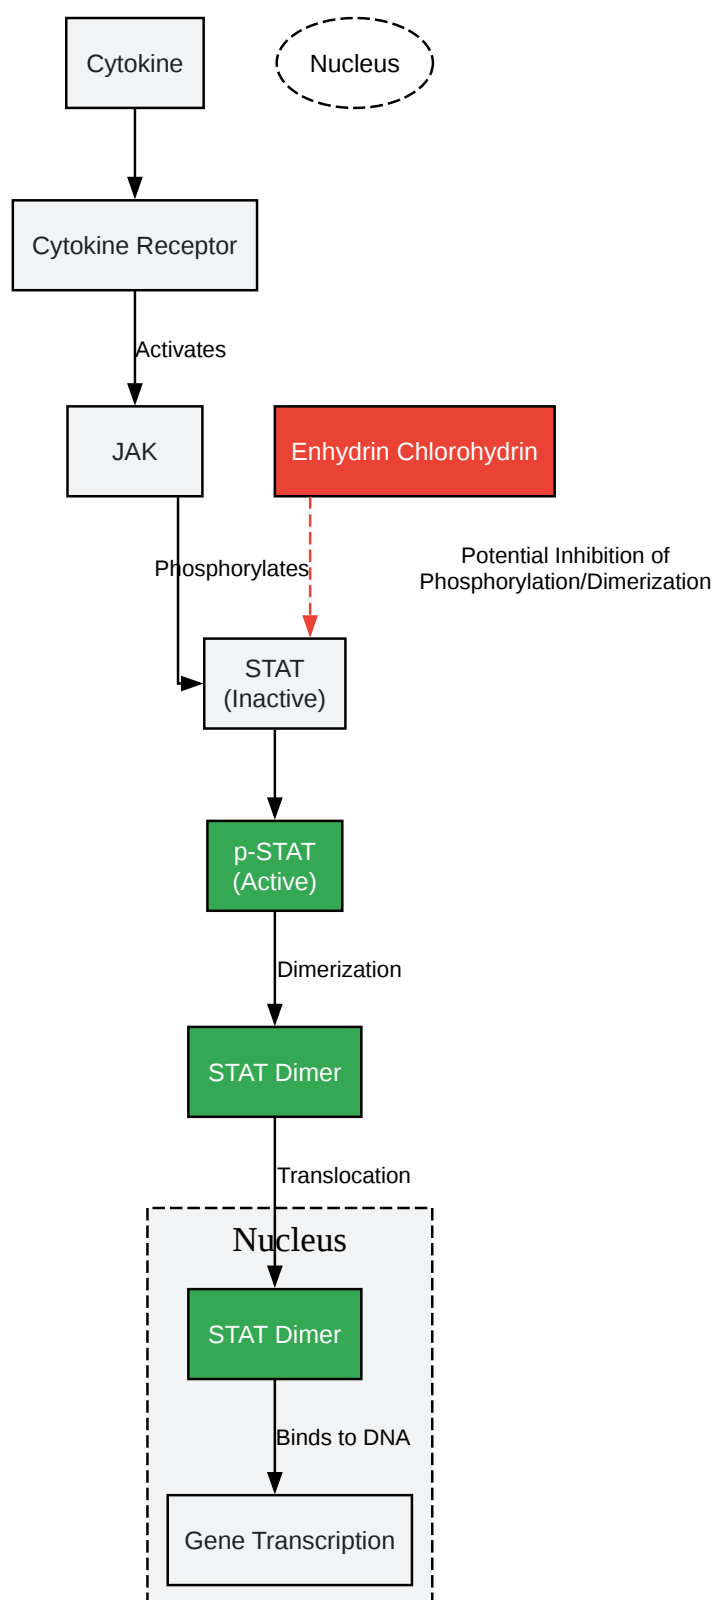 Cytokine
Nucleus
Cytokine Receptor
Activates
JAK
Enhydrin Chlorohydrin
Phosphorylates
Potential Inhibition of
Phosphorylation/Dimerization
STAT
(Inactive)
p-STAT
(Active)
Dimerization
STAT Dimer
Translocation
Nucleus
STAT Dimer
Binds to DNA
Gene Transcription